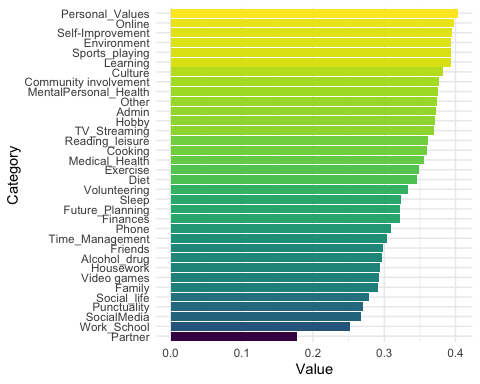 Personal_Values
Online
Self-Improvement
Environment
Sports_playing
Learning
Culture
Community involvement
MentalPersonal_Health
Other
Admin
Hobby
TV_Streaming
Reading_leisure
Cooking
Medical_Health
Exercise
Diet
Volunteering
Sleep
Future_Planning
Finances
Phone
Time_Management
Friends
Alcohol_drug
Housework
Video games
Family
Social_life
Punctuality
SocialMedia
Work_School
Partner
Category
0.0 0.1 0.2 0.3 0.4
Value